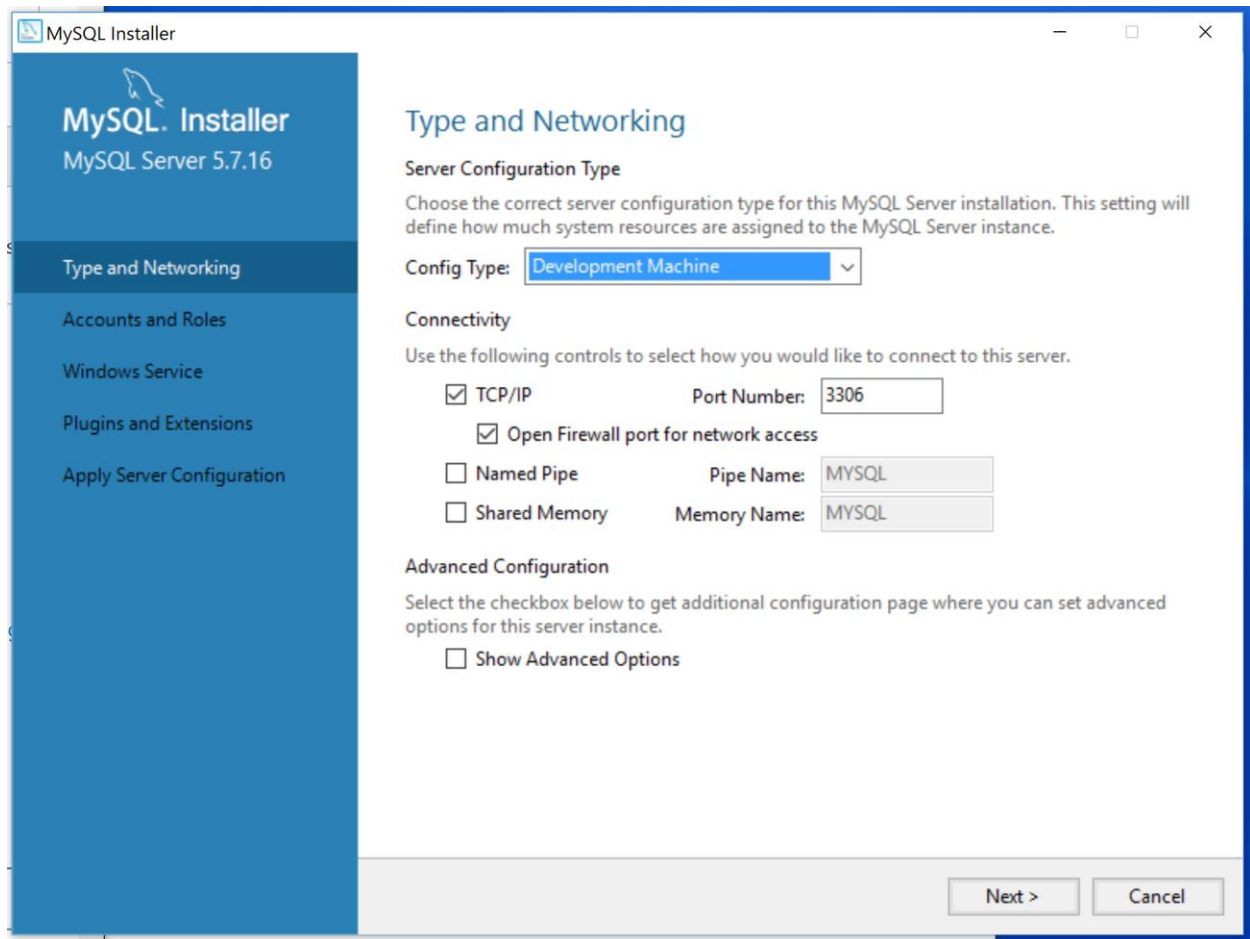 MySQL Installer
MySQL. Installer
MySQL Server 5.7.16
Type and Networking
Accounts and Roles
Windows Service
Plugins and Extensions
Apply Server Configuration
Type and Networking
Server Configuration Type
Choose the correct server configuration type for this MySQL Server installation. This setting will
define how much system resources are assigned to the MySQL Server instance.
Config Type: Development Machine
Connectivity
Use the following controls to select how you would like to connect to this server.
TCP/IP Port Number: 3306
Open Firewall port for network access
Named Pipe Pipe Name: MYSQL
Shared Memory Memory Name: MYSQL
Advanced Configuration
Select the checkbox below to get additional configuration page where you can set advanced
options for this server instance.
Show Advanced Options
Next > Cancel